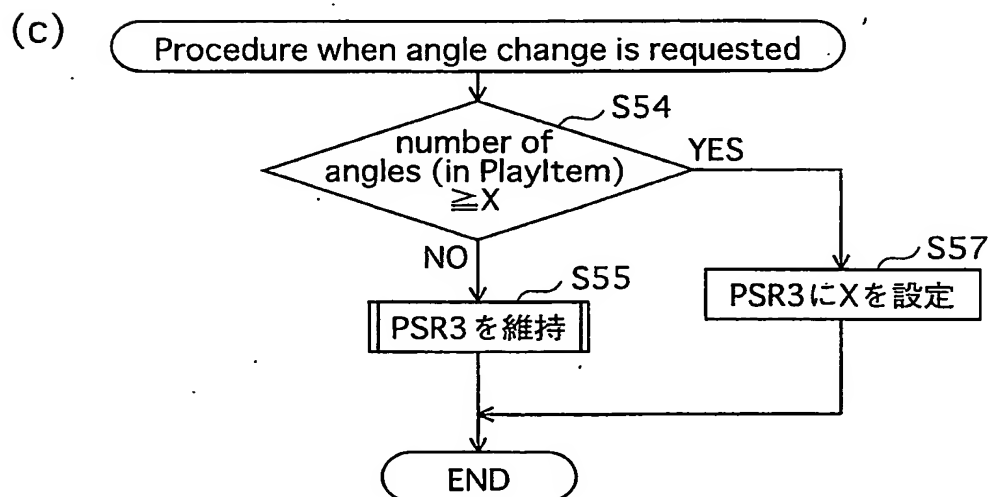 (c)
Procedure when angle change is requested
S54
number of
angles (in PlayItem)
≧X
YES
NO
S55
S57
PSR3を維持
PSR3にXを設定
END